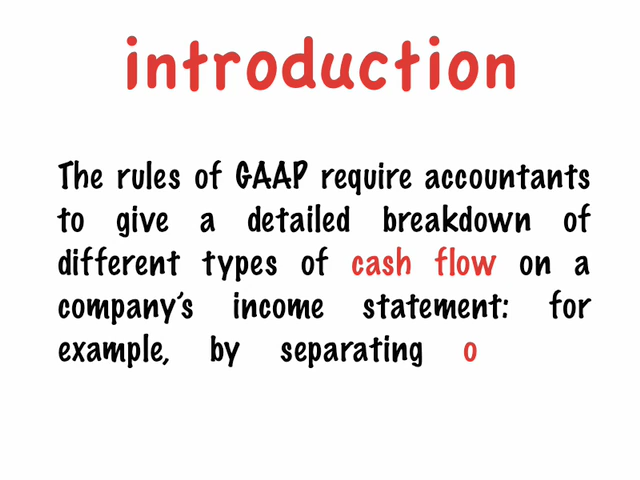 introduction
The rules of GAAP require accountants
to give a detailed breakdown of
different types of cash flow on a
company's income statement: for
example, by separating o